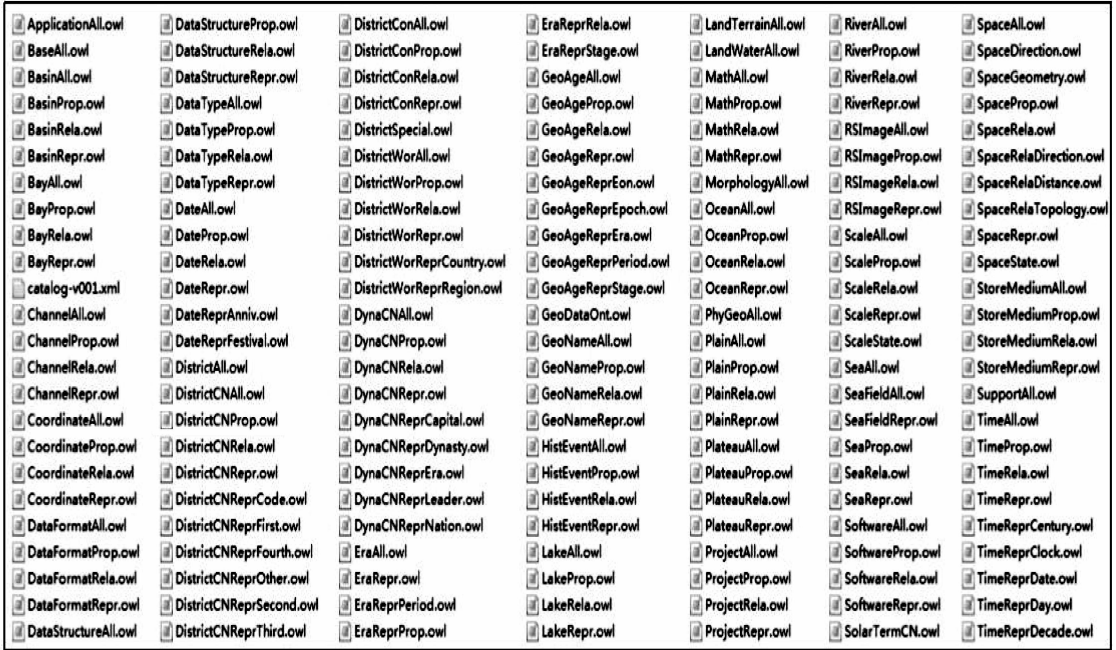 ApplicationAll.owl
BaseAll.owl
BasinAll.owl
BasinProp.owl
BasinRela.owl
BasinRepr.owl
BayAll.owl
BayProp.owl
BayRela.owl
BayRepr.owl
catalog-v001.xml
ChannelAll.owl
ChannelProp.owl
ChannelRela.owl
ChannelRepr.owl
CoordinateAll.owl
CoordinateProp.owl
CoordinateRela.owl
CoordinateRepr.owl
DataFormatAll.owl
DataFormatProp.owl
DataFormatRela.owl
DataFormatRepr.owl
DataStructureAll.owl
DataStructureProp.owl
DataStructureRela.owl
DataStructureRepr.owl
DataTypeAll.owl
DataTypeProp.owl
DataTypeRela.owl
DataTypeRepr.owl
DateAll.owl
DateProp.owl
DateRela.owl
DateRepr.owl
DateReprAnniv.owl
DateReprFestival.owl
DistrictAll.owl
DistrictCNAll.owl
DistrictCNProp.owl
DistrictCNRela.owl
DistrictCNRepr.owl
DistrictCNReprCode.owl
DistrictCNReprFirst.owl
DistrictCNReprFourth.owl
DistrictCNReprOther.owl
DistrictCNReprSecond.owl
DistrictCNReprThird.owl
DistrictConAll.owl
DistrictConProp.owl
DistrictConRela.owl
DistrictConRepr.owl
DistrictSpecial.owl
DistrictWorAll.owl
DistrictWorProp.owl
DistrictWorRela.owl
DistrictWorRepr.owl
DistrictWorReprCountry.owl
DistrictWorReprRegion.owl
DynaCNAll.owl
DynaCNProp.owl
DynaCNRela.owl
DynaCNRepr.owl
DynaCNReprCapital.owl
DynaCNReprDynasty.owl
DynaCNReprEra.owl
DynaCNReprLeader.owl
DynaCNReprNation.owl
EraAll.owl
EraRepr.owl
EraReprPeriod.owl
EraReprProp.owl
EraReprRela.owl
EraReprStage.owl
GeoAgeAll.owl
GeoAgeProp.owl
GeoAgeRela.owl
GeoAgeRepr.owl
GeoAgeReprEon.owl
GeoAgeReprEpoch.owl
GeoAgeReprEra.owl
GeoAgeReprPeriod.owl
GeoAgeReprStage.owl
GeoDataOnt.owl
GeoNameAll.owl
GeoNameProp.owl
GeoNameRela.owl
GeoNameRepr.owl
HistEventAll.owl
HistEventProp.owl
HistEventRela.owl
HistEventRepr.owl
LakeAll.owl
LakeProp.owl
LakeRela.owl
LakeRepr.owl
LandTerrainAll.owl
LandWaterAll.owl
MathAll.owl
MathProp.owl
MathRela.owl
MathRepr.owl
MorphologyAll.owl
OceanAll.owl
OceanProp.owl
OceanRela.owl
OceanRepr.owl
PhyGeoAll.owl
PlainAll.owl
PlainProp.owl
PlainRela.owl
PlainRepr.owl
PlateauAll.owl
PlateauProp.owl
PlateauRela.owl
PlateauRepr.owl
ProjectAll.owl
ProjectProp.owl
ProjectRela.owl
ProjectRepr.owl
RiverAll.owl
RiverProp.owl
RiverRela.owl
RiverRepr.owl
RSImageAll.owl
RSImageProp.owl
RSImageRela.owl
RSImageRepr.owl
ScaleAll.owl
ScaleProp.owl
ScaleRela.owl
ScaleRepr.owl
ScaleState.owl
SeaAll.owl
SeaFieldAll.owl
SeaFieldRepr.owl
SeaProp.owl
SeaRela.owl
SeaRepr.owl
SoftwareAll.owl
SoftwareProp.owl
SoftwareRela.owl
SoftwareRepr.owl
SolarTermCN.owl
SpaceAll.owl
SpaceDirection.owl
SpaceGeometry.owl
SpaceProp.owl
SpaceRela.owl
SpaceRelaDirection.owl
SpaceRelaDistance.owl
SpaceRelaTopology.owl
SpaceRepr.owl
SpaceState.owl
StoreMediumAll.owl
StoreMediumProp.owl
StoreMediumRela.owl
StoreMediumRepr.owl
SupportAll.owl
TimeAll.owl
TimeProp.owl
TimeRela.owl
TimeRepr.owl
TimeReprCentury.owl
TimeReprClock.owl
TimeReprDate.owl
TimeReprDay.owl
TimeReprDecade.owl